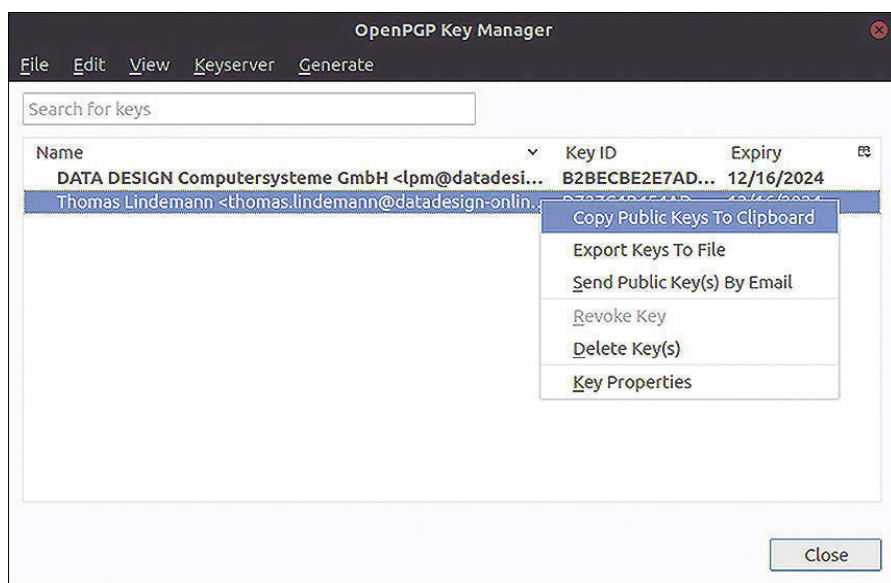 OpenPGP Key Manager
File Edit View Keyserver Generate
Search for keys
Name Key ID Expiry
DATA DESIGN Computersysteme GmbH <lpm@datadesi... B2BECBE2E7AD... 12/16/2024
Thomas Lindemann <thomas.lindemann@datadesign-onlin...
Copy Public Keys To Clipboard
Export Keys To File
Send Public Key(s) By Email
Revoke Key
Delete Key(s)
Key Properties
Close